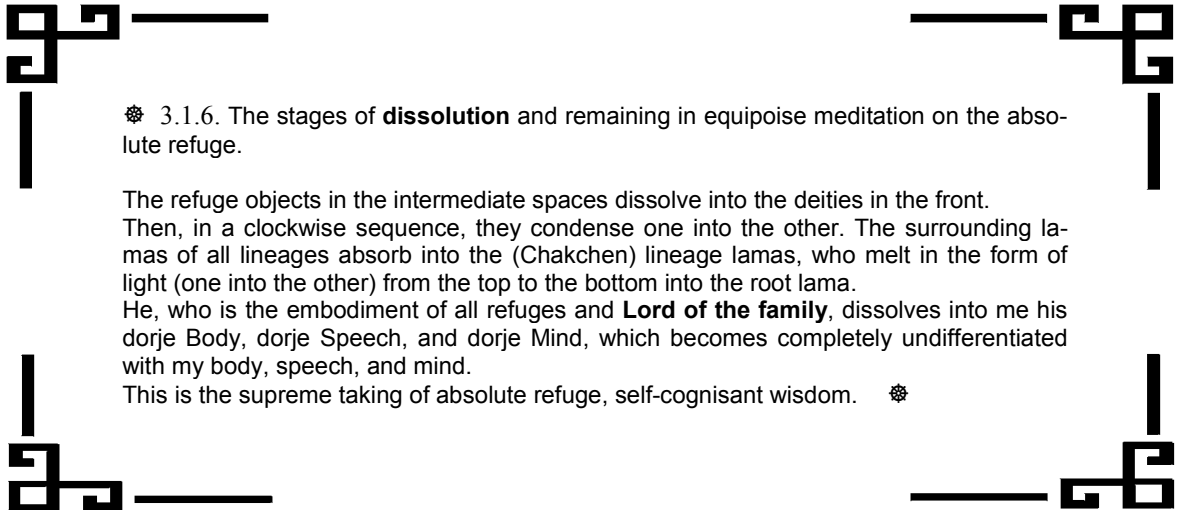 ☸ 3.1.6. The stages of dissolution and remaining in equipoise meditation on the abso-
lute refuge.
The refuge objects in the intermediate spaces dissolve into the deities in the front.
Then, in a clockwise sequence, they condense one into the other. The surrounding la-
mas of all lineages absorb into the (Chakchen) lineage lamas, who melt in the form of
light (one into the other) from the top to the bottom into the root lama.
He, who is the embodiment of all refuges and Lord of the family, dissolves into me his
dorje Body, dorje Speech, and dorje Mind, which becomes completely undifferentiated
with my body, speech, and mind.
This is the supreme taking of absolute refuge, self-cognisant wisdom. ☸